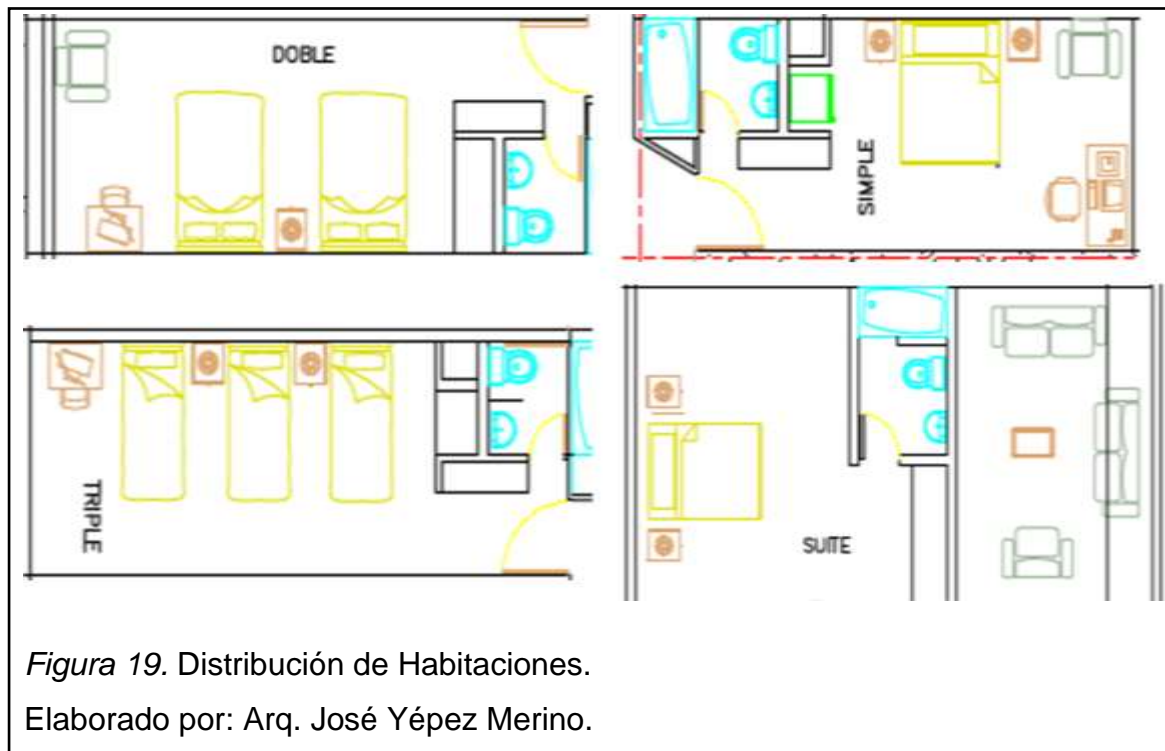 DOBLE
SIMPLE
TRIPLE
SUITE
Figura 19. Distribución de Habitaciones.
Elaborado por: Arq. José Yépez Merino.